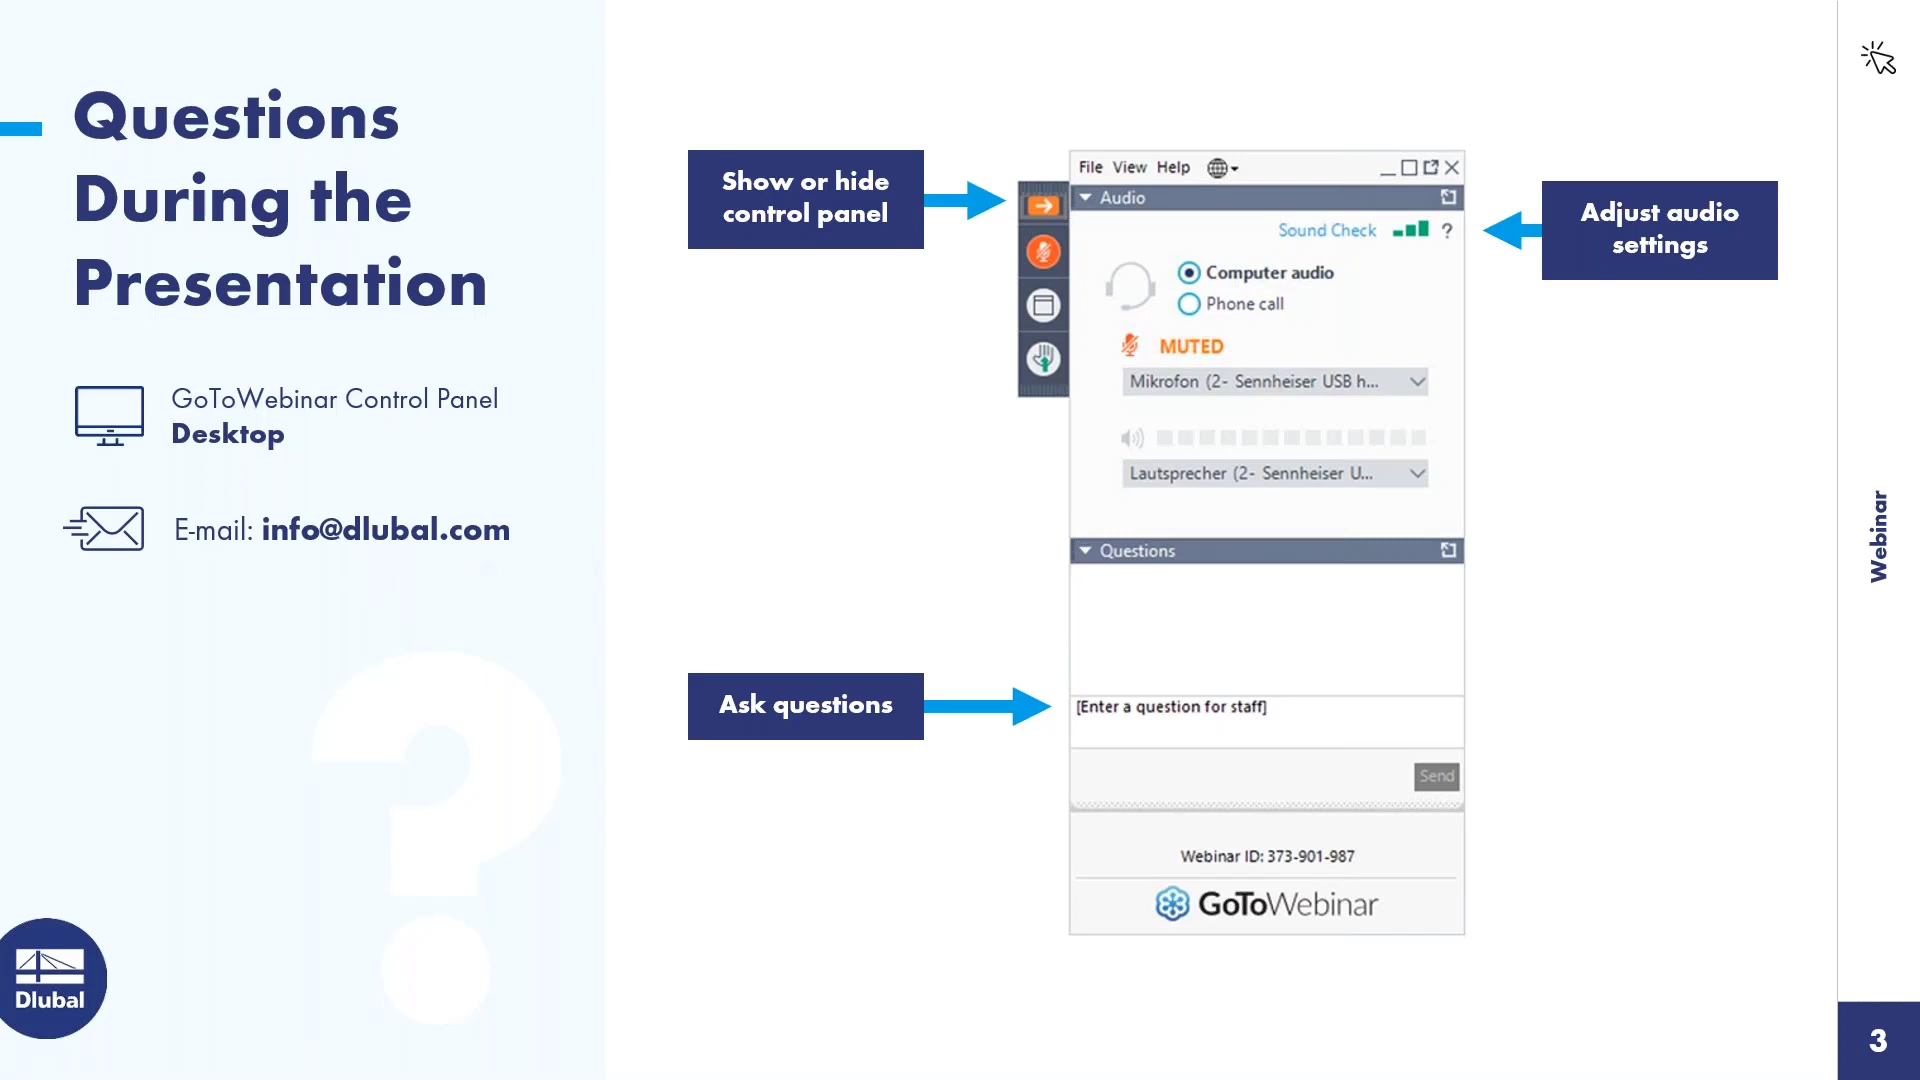 Questions
During the
Presentation
GoToWebinar Control Panel
Desktop
E-mail: info@dlubal.com
Dlubal
Show or hide
control panel
File View Help
Audio
Sound Check ?
Computer audio
Phone call
MUTED
Mikrofon (2- Sennheiser USB h...
Lautsprecher (2- Sennheiser U...
Adjust audio
settings
Questions
Ask questions
[Enter a question for staff]
Send
Webinar ID: 373-901-987
GoToWebinar
Webinar
3